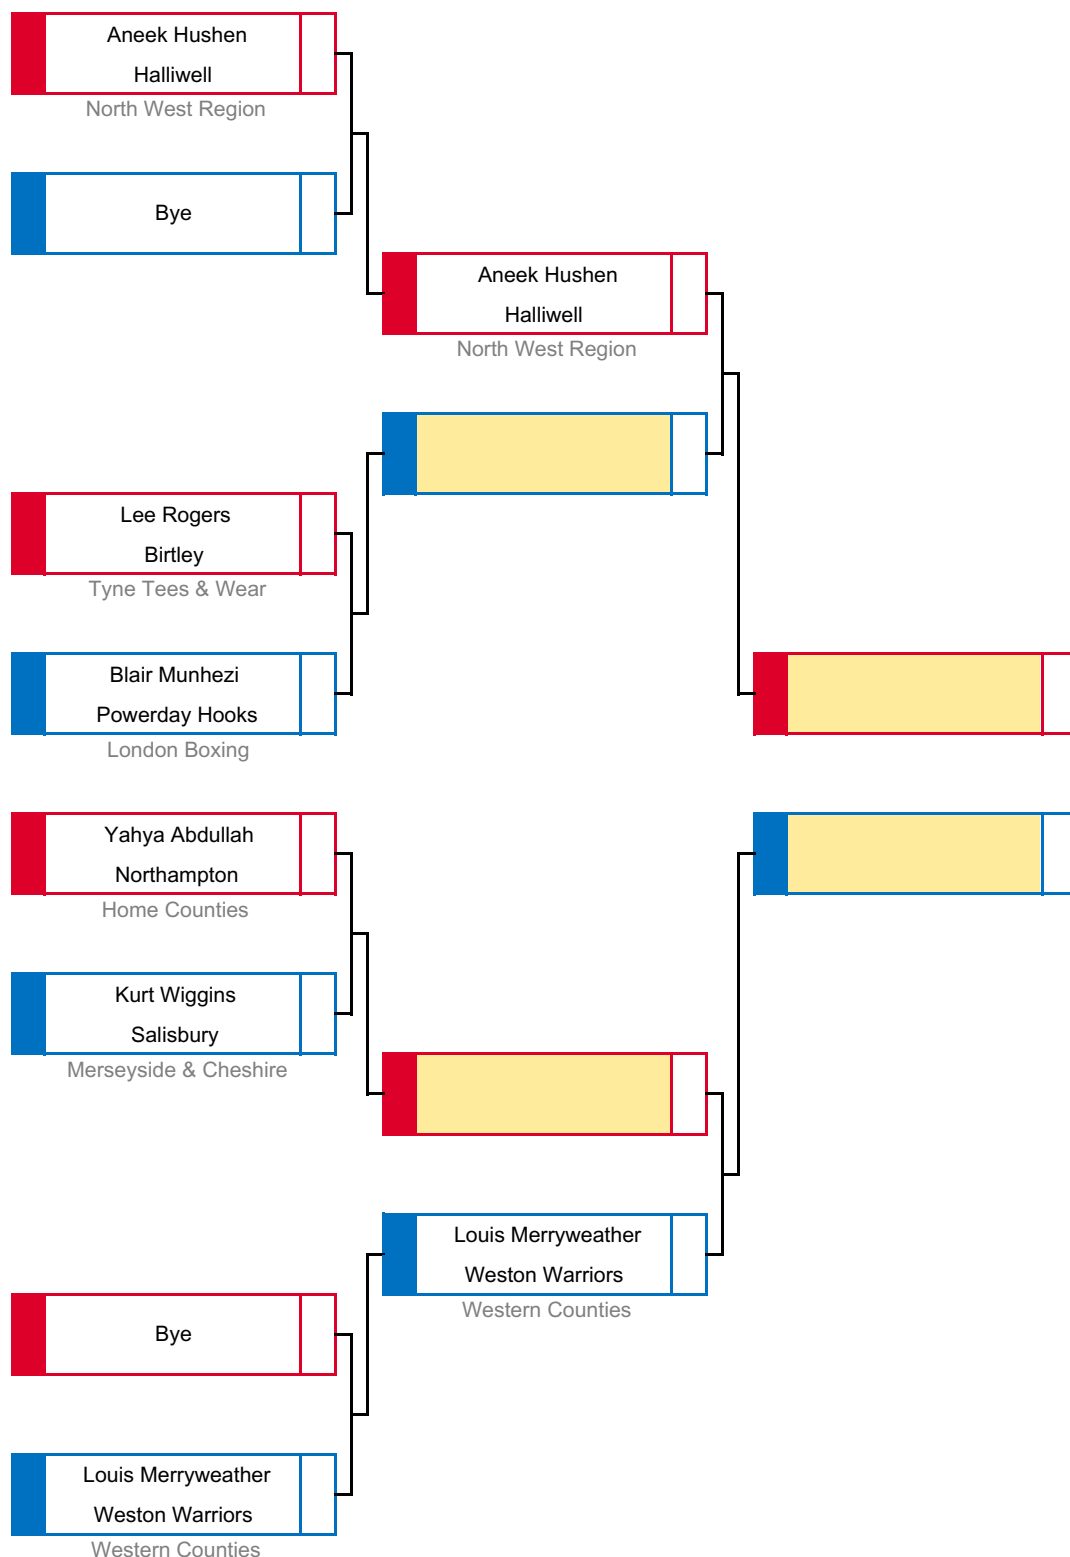 Aneek Hushen
Halliwell
North West Region
Bye
Aneek Hushen
Halliwell
North West Region
Lee Rogers
Birtley
Tyne Tees & Wear
Blair Munhezi
Powerday Hooks
London Boxing
Yahya Abdullah
Northampton
Home Counties
Kurt Wiggins
Salisbury
Merseyside & Cheshire
Louis Merryweather
Weston Warriors
Western Counties
Bye
Louis Merryweather
Weston Warriors
Western Counties